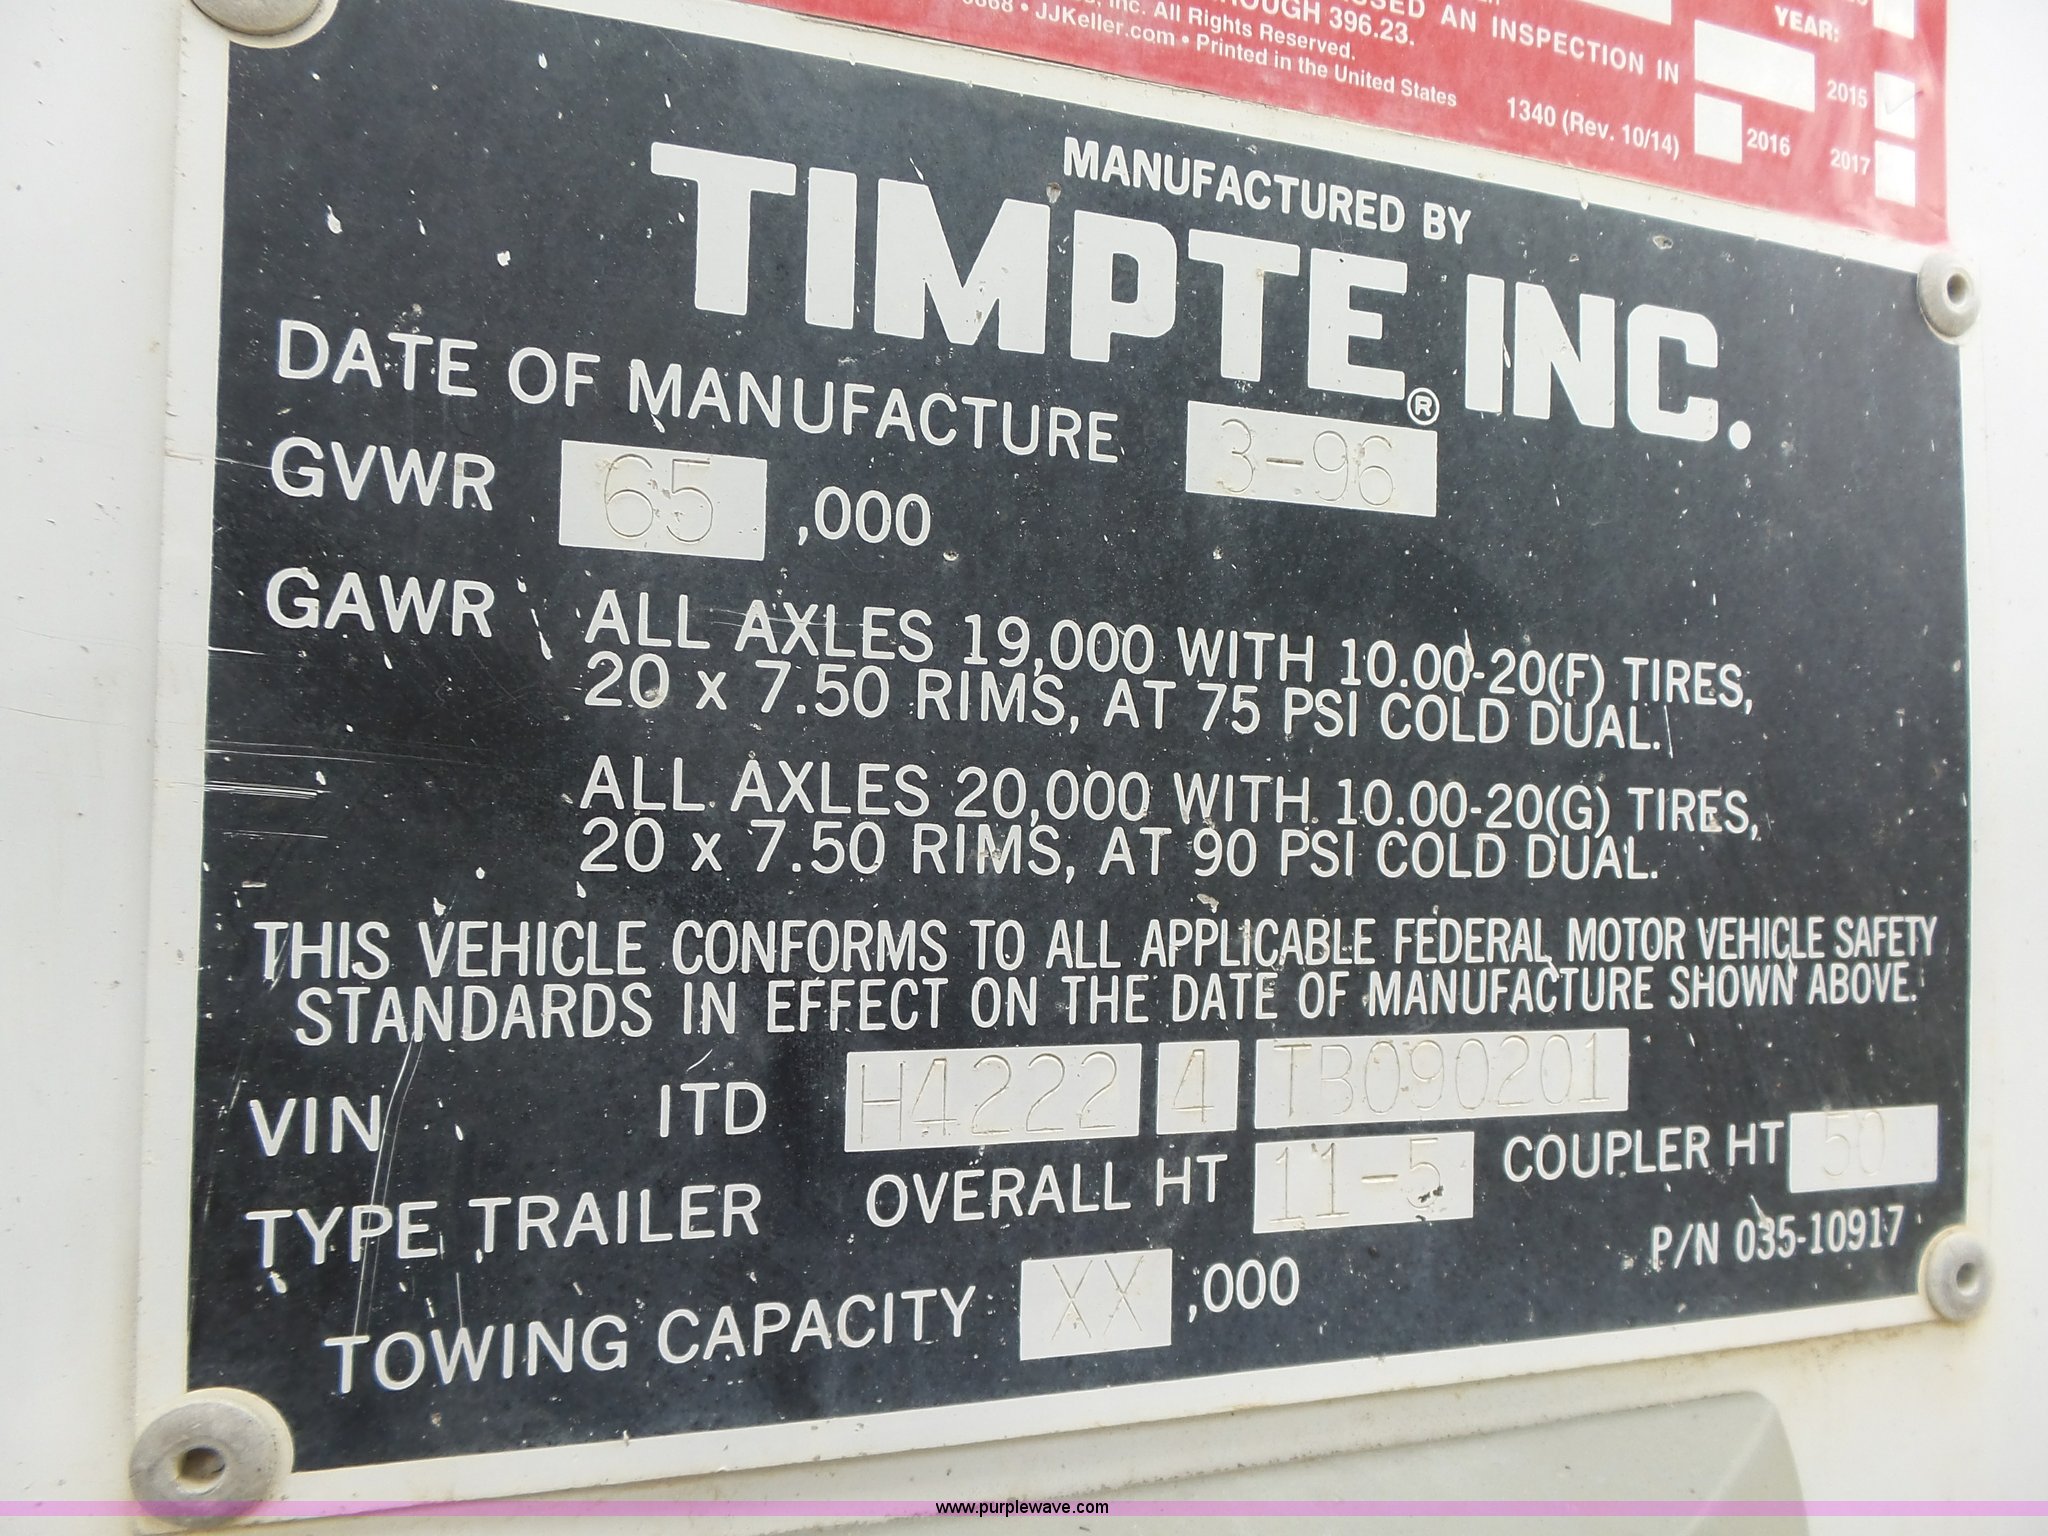 SSED AN INSPECTION IN
YEAR:
OUGH 396.23.
Inc. All Rights Reserved.
JJKeller.com • Printed in the United States
1340 (Rev. 10/14)
2015
2016
2017
MANUFACTURED BY
TIMPTE® INC.
DATE OF MANUFACTURE 3-96
GVWR 65 ,000
GAWR ALL AXLES 19,000 WITH 10.00-20(F) TIRES,
20 x 7.50 RIMS, AT 75 PSI COLD DUAL.
ALL AXLES 20,000 WITH 10.00-20(G) TIRES,
20 x 7.50 RIMS, AT 90 PSI COLD DUAL.
THIS VEHICLE CONFORMS TO ALL APPLICABLE FEDERAL MOTOR VEHICLE SAFETY
STANDARDS IN EFFECT ON THE DATE OF MANUFACTURE SHOWN ABOVE.
VIN 1TD H4222 4 TB090201
TYPE TRAILER OVERALL HT 11-5 COUPLER HT 50
TOWING CAPACITY XX ,000
P/N 035-10917
www.purplewave.com